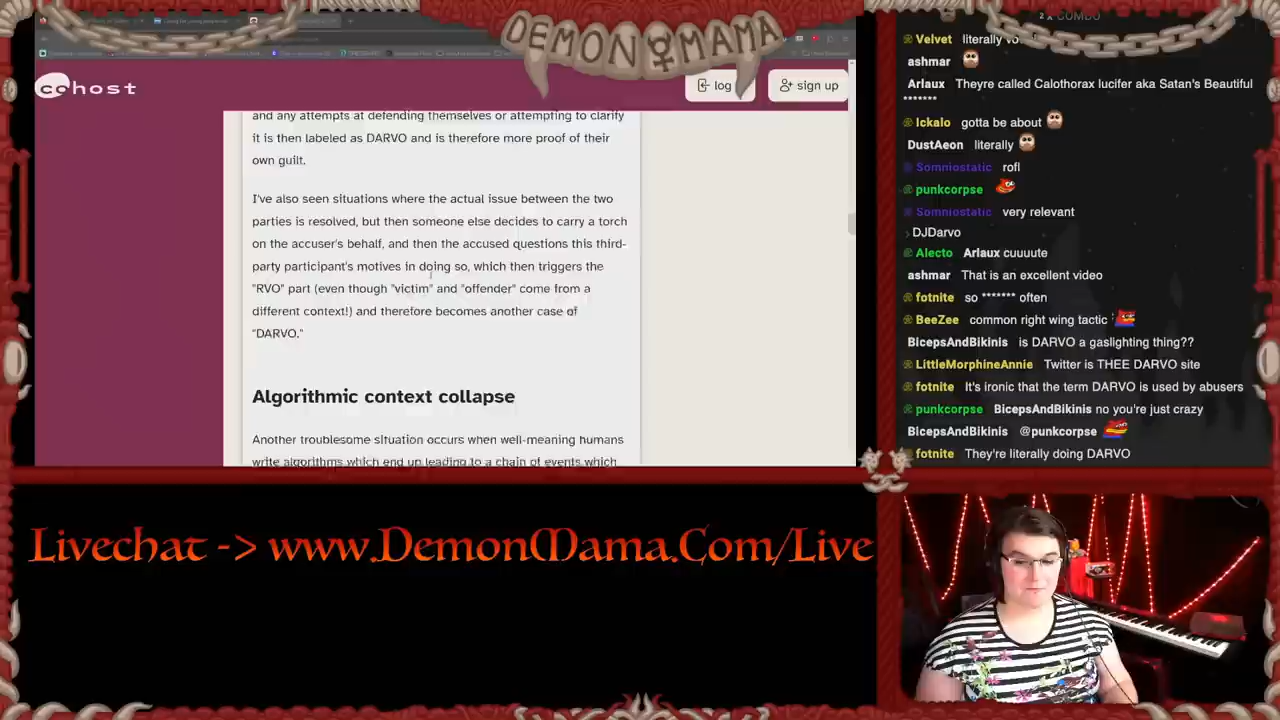 DEMON MAMA
cohost
log
sign up
and any attempts at defending themselves or attempting to clarify
it is then labeled as DARVO and is therefore more proof of their
own guilt.
I've also seen situations where the actual issue between the two
parties is resolved, but then someone else decides to carry a torch
on the accuser's behalf, and then the accused questions this third-
party participant's motives in doing so, which then triggers the
"RVO" part (even though "victim" and "offender" come from a
different context!) and therefore becomes another case of
"DARVO."
Algorithmic context collapse
Another troublesome situation occurs when well-meaning humans
write algorithms which end up leading to a chain of events which
COMBO
Velvet literally
ashmar
Arlaux Theyre called Calothorax lucifer aka Satan's Beautiful
*******
Ickalo gotta be about
DustAeon literally
Somniostatic rofl
punkcorpse
Somniostatic very relevant
DJDarvo
Alecto Arlaux cuuuute
ashmar That is an excellent video
fotnite so ******* often
BeeZee common right wing tactic
BicepsAndBikinis is DARVO a gaslighting thing??
LittleMorphineAnnie Twitter is THEE DARVO site
fotnite It's ironic that the term DARVO is used by abusers
punkcorpse BicepsAndBikinis no you're just crazy
BicepsAndBikinis @punkcorpse
fotnite They're literally doing DARVO
Livechat -> www.DemonMama.Com/Live